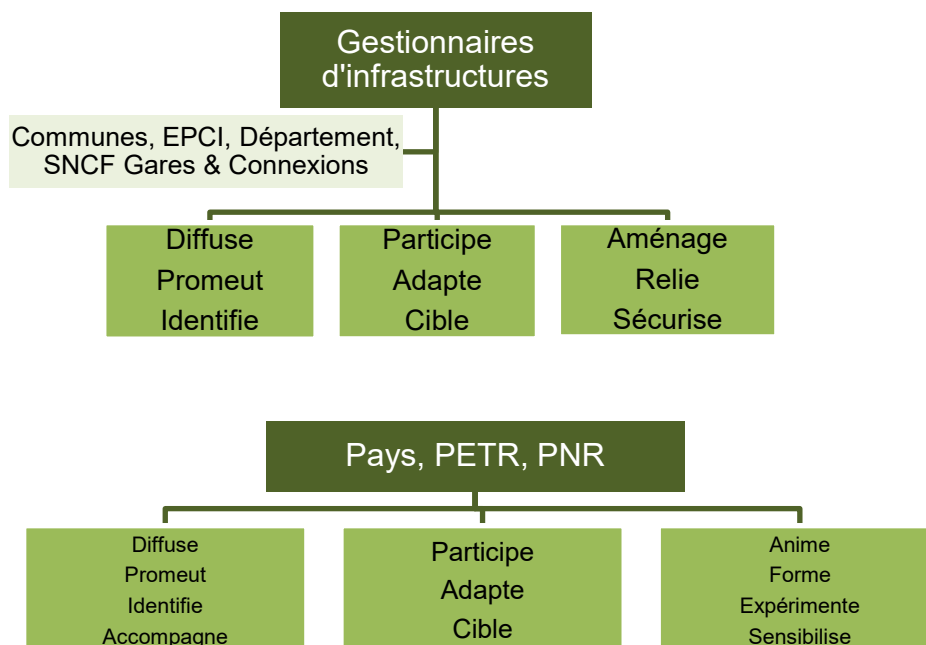 Gestionnaires
d'infrastructures
Communes, EPCI, Département,
SNCF Gares & Connexions
Diffuse
Promeut
Identifie
Participe
Adapte
Cible
Aménage
Relie
Sécurise
Pays, PETR, PNR
Diffuse
Promeut
Identifie
Accompagne
Participe
Adapte
Cible
Anime
Forme
Expérimente
Sensibilise